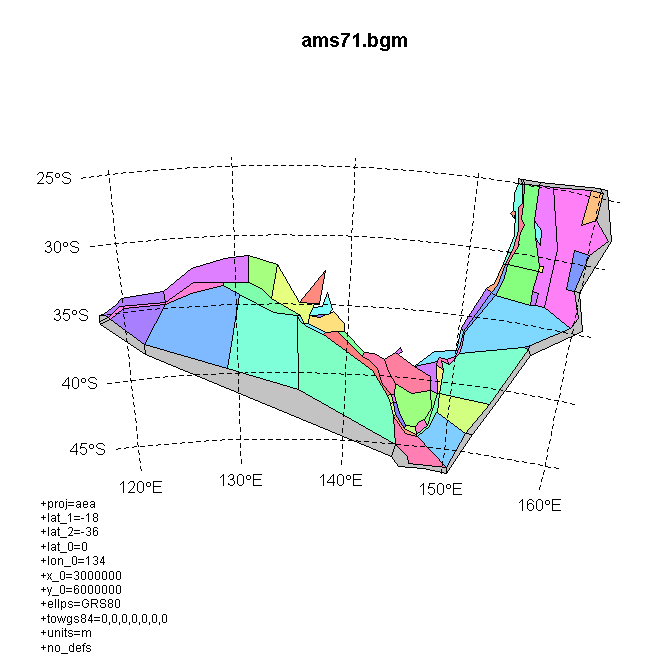 ams71.bgm
25°S
30°S
35°S
40°S
45°S
120°E
130°E
140°E
150°E
160°E
+proj=aea
+lat_1=-18
+lat_2=-36
+lat_0=0
+lon_0=134
+x_0=3000000
+y_0=6000000
+ellps=GRS80
+towgs84=0,0,0,0,0,0,0
+units=m
+no_defs